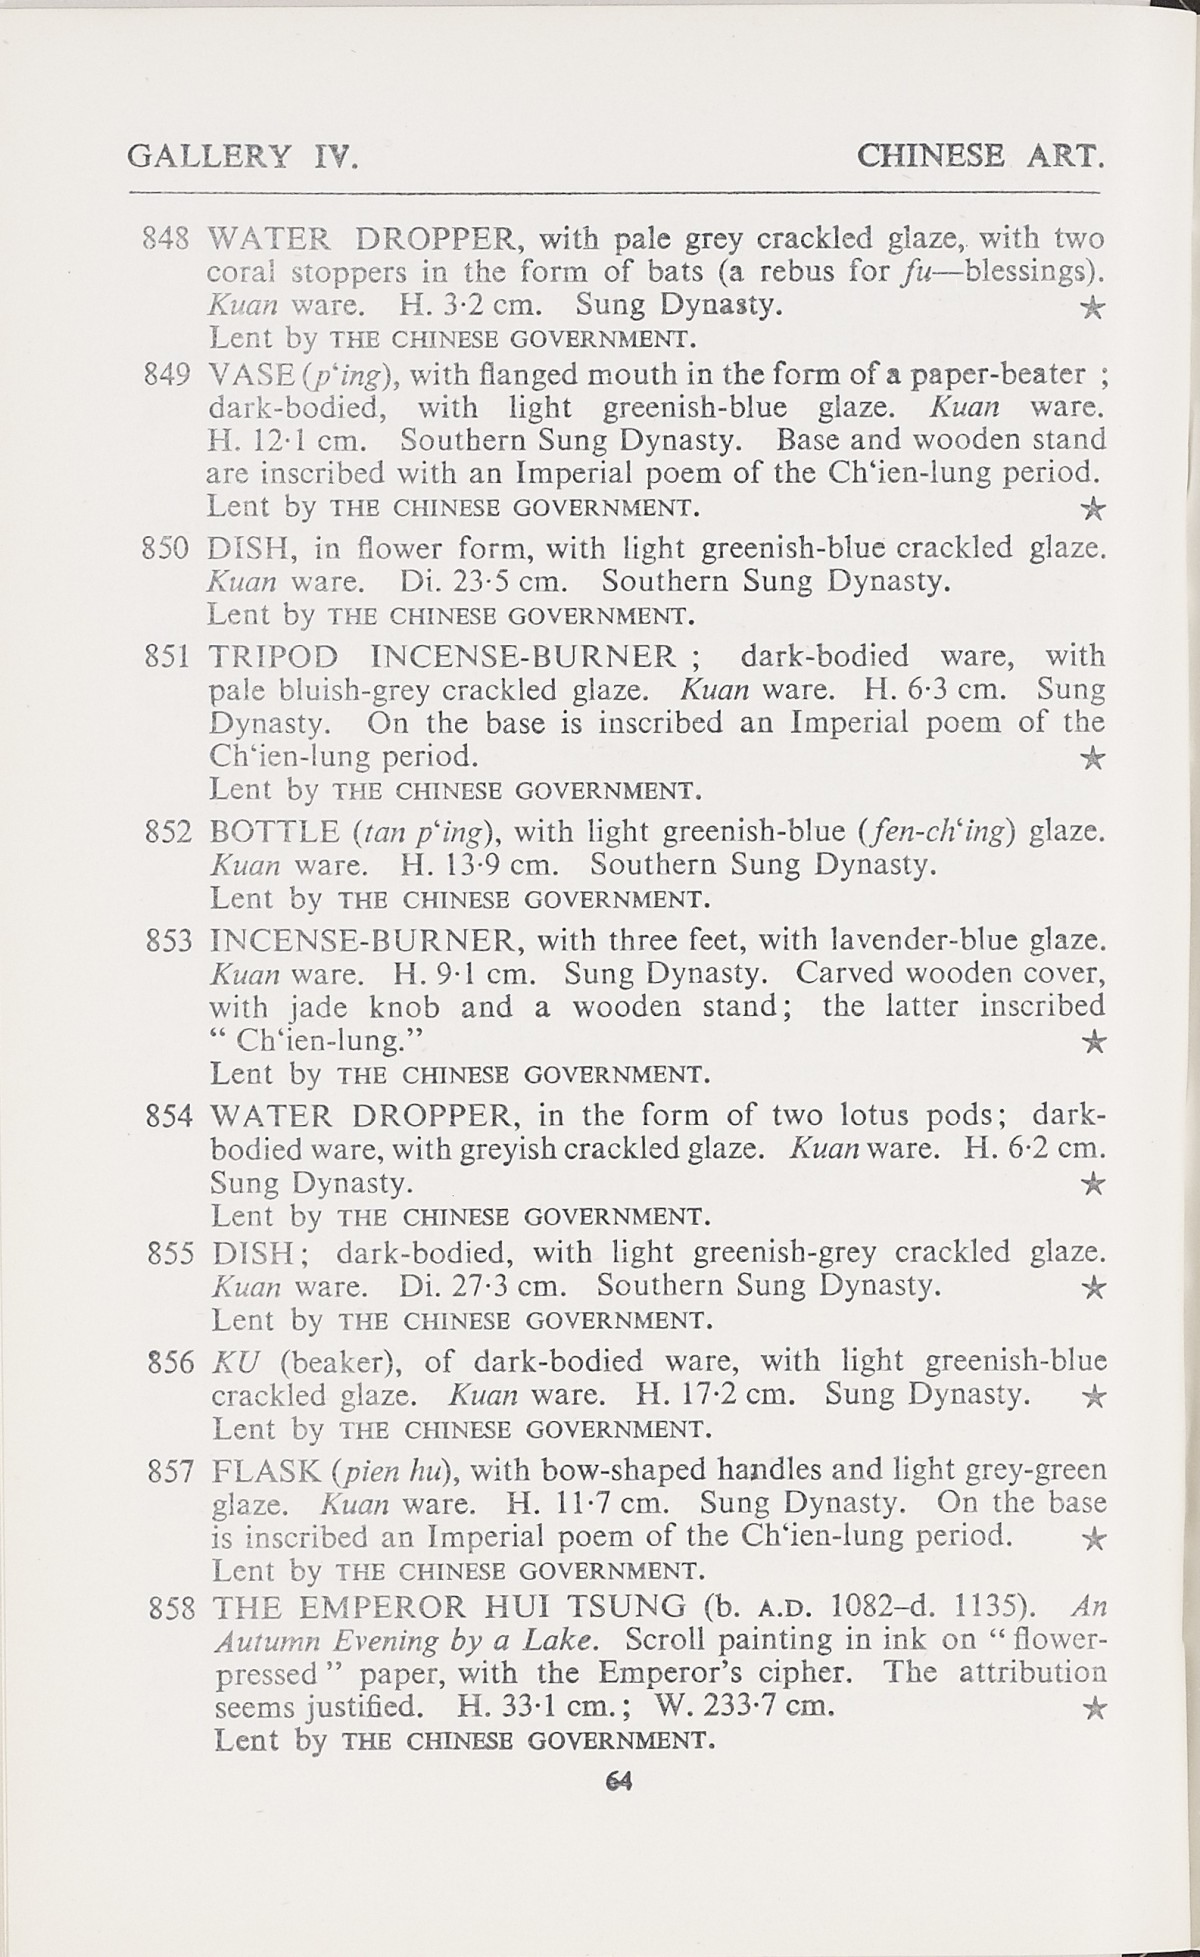 GALLERY IV. CHINESE ART.
848 WATER DROPPER, with pale grey crackled glaze, with two
coral stoppers in the form of bats (a rebus for fu—blessings).
Kuan ware. H. 3·2 cm. Sung Dynasty. ★
Lent by THE CHINESE GOVERNMENT.
849 VASE (p‘ing), with flanged mouth in the form of a paper-beater ;
dark-bodied, with light greenish-blue glaze. Kuan ware.
H. 12·1 cm. Southern Sung Dynasty. Base and wooden stand
are inscribed with an Imperial poem of the Ch‘ien-lung period.
Lent by THE CHINESE GOVERNMENT. ★
850 DISH, in flower form, with light greenish-blue crackled glaze.
Kuan ware. Di. 23·5 cm. Southern Sung Dynasty.
Lent by THE CHINESE GOVERNMENT.
851 TRIPOD INCENSE-BURNER ; dark-bodied ware, with
pale bluish-grey crackled glaze. Kuan ware. H. 6·3 cm. Sung
Dynasty. On the base is inscribed an Imperial poem of the
Ch‘ien-lung period. ★
Lent by THE CHINESE GOVERNMENT.
852 BOTTLE (tan p‘ing), with light greenish-blue (fen-ch‘ing) glaze.
Kuan ware. H. 13·9 cm. Southern Sung Dynasty.
Lent by THE CHINESE GOVERNMENT.
853 INCENSE-BURNER, with three feet, with lavender-blue glaze.
Kuan ware. H. 9·1 cm. Sung Dynasty. Carved wooden cover,
with jade knob and a wooden stand; the latter inscribed
“ Ch‘ien-lung.” ★
Lent by THE CHINESE GOVERNMENT.
854 WATER DROPPER, in the form of two lotus pods; dark-
bodied ware, with greyish crackled glaze. Kuan ware. H. 6·2 cm.
Sung Dynasty. ★
Lent by THE CHINESE GOVERNMENT.
855 DISH; dark-bodied, with light greenish-grey crackled glaze.
Kuan ware. Di. 27·3 cm. Southern Sung Dynasty. ★
Lent by THE CHINESE GOVERNMENT.
856 KU (beaker), of dark-bodied ware, with light greenish-blue
crackled glaze. Kuan ware. H. 17·2 cm. Sung Dynasty. ★
Lent by THE CHINESE GOVERNMENT.
857 FLASK (pien hu), with bow-shaped handles and light grey-green
glaze. Kuan ware. H. 11·7 cm. Sung Dynasty. On the base
is inscribed an Imperial poem of the Ch‘ien-lung period. ★
Lent by THE CHINESE GOVERNMENT.
858 THE EMPEROR HUI TSUNG (b. A.D. 1082–d. 1135). An
Autumn Evening by a Lake. Scroll painting in ink on “ flower-
pressed ” paper, with the Emperor’s cipher. The attribution
seems justified. H. 33·1 cm.; W. 233·7 cm. ★
Lent by THE CHINESE GOVERNMENT.
64